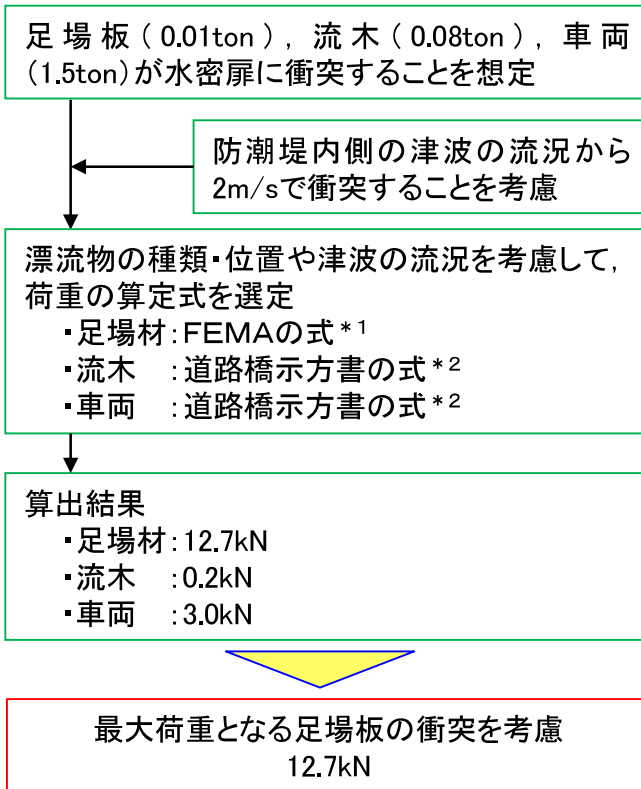 足場板(0.01ton),流木(0.08ton),車両
(1.5ton)が水密扉に衝突することを想定
防潮堤内側の津波の流況から
2m/sで衝突することを考慮
漂流物の種類・位置や津波の流況を考慮して,
荷重の算定式を選定
・足場材:FEMAの式*1
・流木 :道路橋示方書の式*2
・車両 :道路橋示方書の式*2
算出結果
・足場材:12.7kN
・流木 :0.2kN
・車両 :3.0kN
最大荷重となる足場板の衝突を考慮
12.7kN